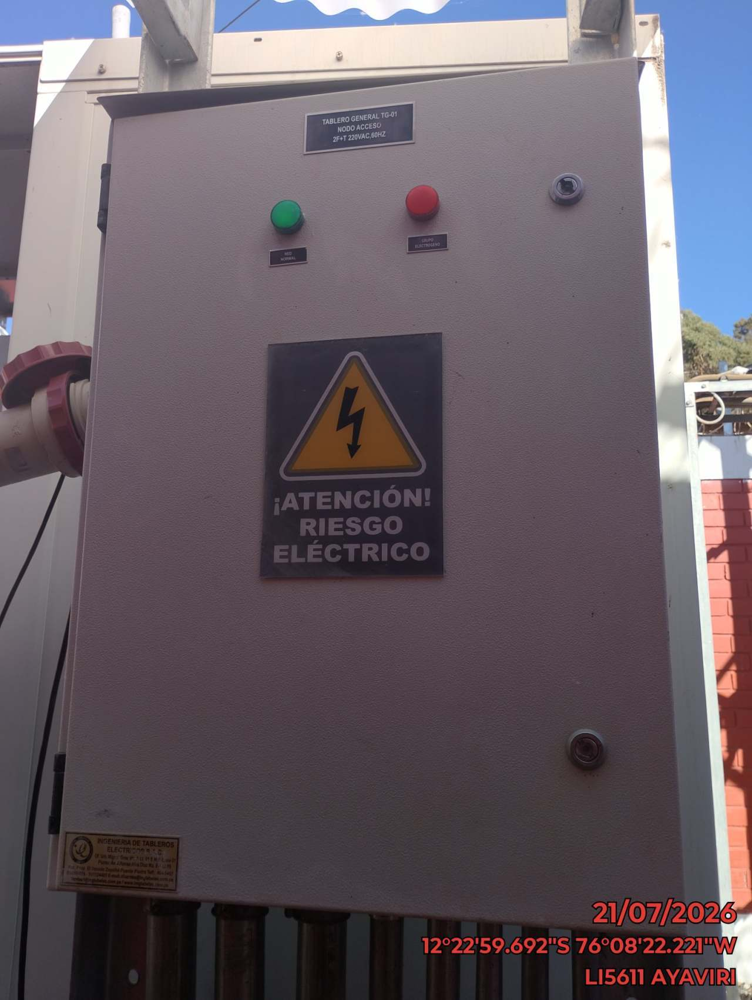 TABLERO GENERAL TG-01
NODO ACCESO
2F+T 220VAC,60HZ
RED
NORMAL
GRUPO
ELECTROGENO
¡ATENCIÓN!
RIESGO
ELÉCTRICO
INGENIERIA DE TABLEROS
ELECTRICOS
21/07/2026
12°22'59.692"S 76°08'22.221"W
LI5611 AYAVIRI